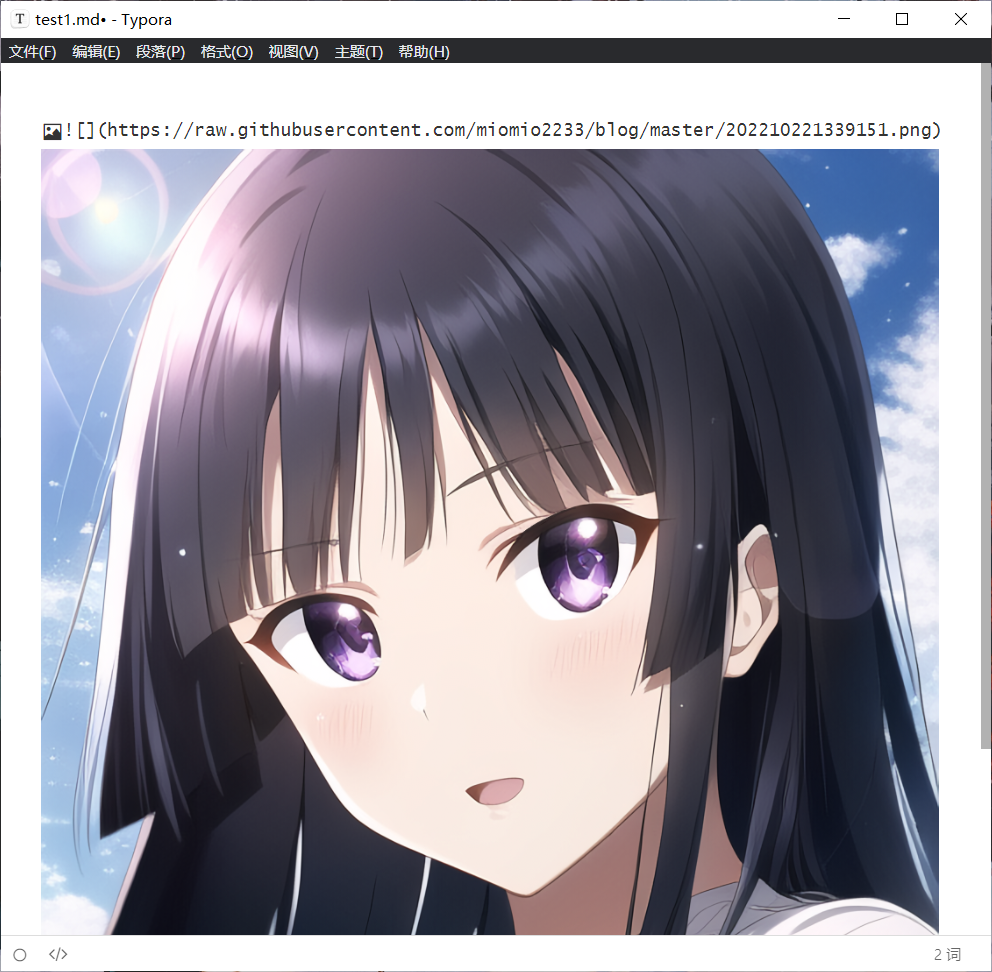 T test1.md• - Typora
文件(F) 编辑(E) 段落(P) 格式(O) 视图(V) 主题(T) 帮助(H)
![](https://raw.githubusercontent.com/miomio2233/blog/master/202210221339151.png)
</> 2 词